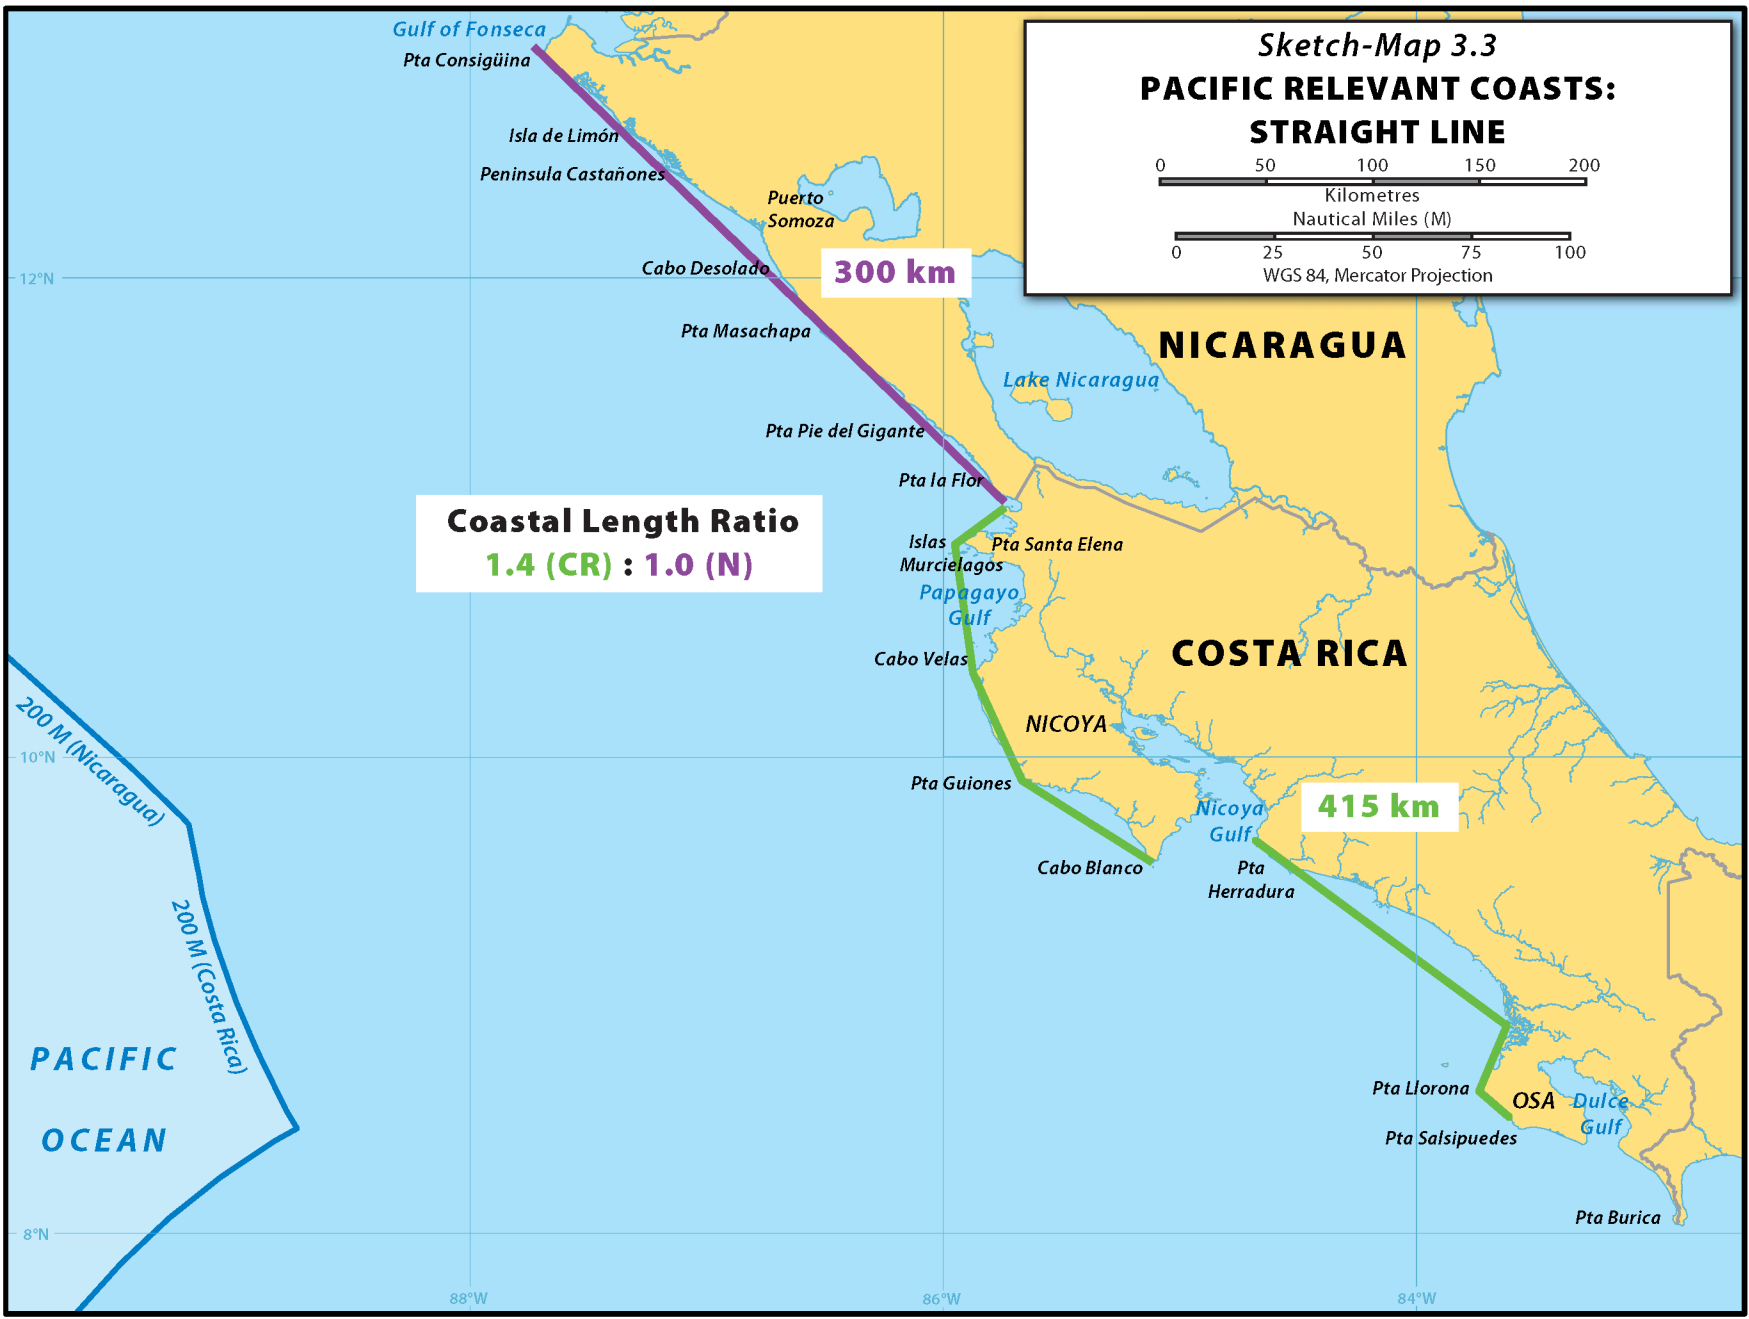 Sketch-Map 3.3
PACIFIC RELEVANT COASTS:
STRAIGHT LINE
0 50 100 150 200
Kilometres
Nautical Miles (M)
0 25 50 75 100
WGS 84, Mercator Projection
Gulf of Fonseca
Pta Consigüina
Isla de Limón
Peninsula Castañones
Puerto
Somoza
Cabo Desolado
300 km
12°N
Pta Masachapa
NICARAGUA
Lake Nicaragua
Pta Pie del Gigante
Pta la Flor
Coastal Length Ratio
1.4 (CR) : 1.0 (N)
Islas
Murcielagos
Pta Santa Elena
Papagayo
Gulf
COSTA RICA
Cabo Velas
200 M (Nicaragua)
NICOYA
10°N
Pta Guiones
Nicoya
Gulf
415 km
Cabo Blanco
Pta
Herradura
200 M (Costa Rica)
PACIFIC
OCEAN
Pta Llorona
OSA
Dulce
Gulf
Pta Salsipuedes
Pta Burica
8°N
88°W
86°W
84°W